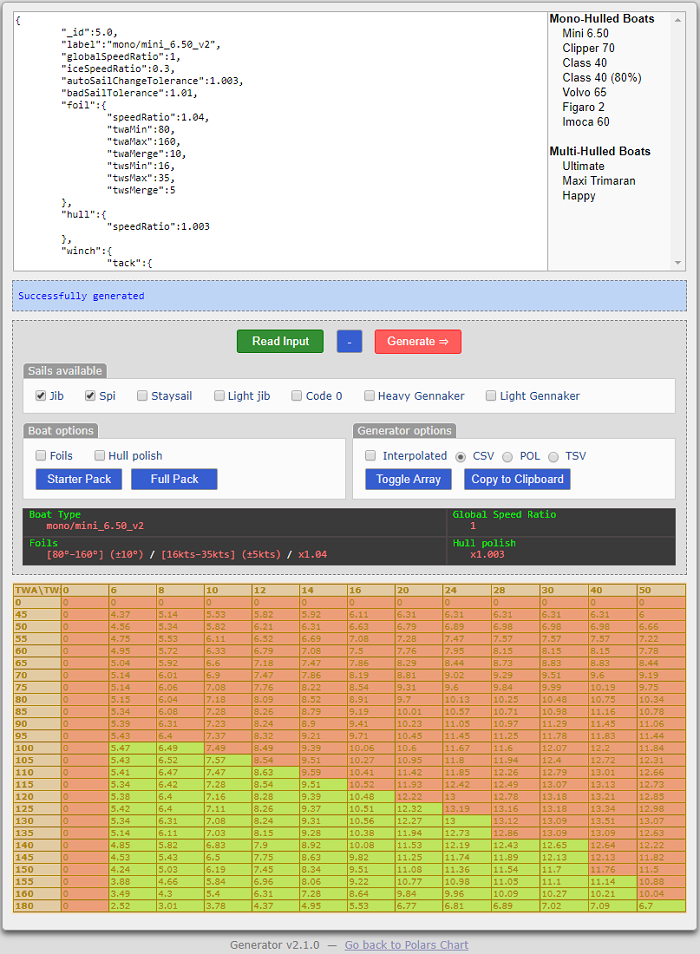 {
"_id":5.0,
"label":"mono/mini_6.50_v2",
"globalSpeedRatio":1,
"iceSpeedRatio":0.3,
"autoSailChangeTolerance":1.003,
"badSailTolerance":1.01,
"foil":{
"speedRatio":1.04,
"twaMin":80,
"twaMax":160,
"twaMerge":10,
"twsMin":16,
"twsMax":35,
"twsMerge":5
},
"hull":{
"speedRatio":1.003
},
"winch":{
"tack":{
Mono-Hulled Boats
Mini 6.50
Clipper 70
Class 40
Class 40 (80%)
Volvo 65
Figaro 2
Imoca 60
Multi-Hulled Boats
Ultimate
Maxi Trimaran
Happy
Successfully generated
Read Input - Generate ⇒
Sails available
Jib Spi Staysail Light jib Code 0 Heavy Gennaker Light Gennaker
Boat options
Foils Hull polish
Starter Pack Full Pack
Generator options
Interpolated CSV POL TSV
Toggle Array Copy to Clipboard
Boat Type Global Speed Ratio
mono/mini_6.50_v2 1
Foils Hull polish
[80°-160°] (±10°) / [16kts-35kts] (±5kts) / x1.04 x1.003
TWA\TW 0 6 8 10 12 14 16 20 24 28 30 40 50
0 0 0 0 0 0 0 0 0 0 0 0 0 0
45 0 4.37 5.14 5.53 5.82 5.92 6.11 6.31 6.31 6.31 6.31 6.31 6
50 0 4.56 5.34 5.82 6.21 6.31 6.63 6.79 6.89 6.98 6.98 6.98 6.66
55 0 4.75 5.53 6.11 6.52 6.69 7.08 7.28 7.47 7.57 7.57 7.57 7.22
60 0 4.95 5.72 6.33 6.79 7.08 7.5 7.76 7.95 8.15 8.15 8.15 7.78
65 0 5.04 5.92 6.6 7.18 7.47 7.86 8.29 8.44 8.73 8.83 8.83 8.44
70 0 5.14 6.01 6.9 7.47 7.86 8.19 8.81 9.02 9.29 9.51 9.6 9.19
75 0 5.14 6.06 7.08 7.76 8.22 8.54 9.31 9.6 9.84 9.99 10.19 9.75
80 0 5.15 6.04 7.18 8.09 8.52 8.91 9.7 10.13 10.25 10.48 10.75 10.34
85 0 5.34 6.08 7.28 8.26 8.79 9.19 10.01 10.57 10.71 10.98 11.16 10.78
90 0 5.39 6.31 7.23 8.24 8.9 9.41 10.23 11.05 10.97 11.29 11.45 11.06
95 0 5.43 6.4 7.37 8.32 9.21 9.71 10.45 11.45 11.25 11.78 11.83 11.44
100 0 5.47 6.49 7.49 8.49 9.39 10.06 10.6 11.67 11.6 12.07 12.2 11.84
105 0 5.43 6.52 7.57 8.54 9.51 10.27 10.95 11.8 11.94 12.4 12.72 12.31
110 0 5.41 6.47 7.47 8.63 9.59 10.41 11.42 11.85 12.26 12.79 13.01 12.66
115 0 5.34 6.42 7.28 8.54 9.51 10.52 11.93 12.42 12.49 13.07 13.13 12.73
120 0 5.38 6.4 7.16 8.28 9.39 10.48 12.22 13 12.78 13.18 13.21 12.85
125 0 5.42 6.4 7.11 8.26 9.37 10.51 12.32 13.19 13.16 13.18 13.34 12.98
130 0 5.34 6.31 7.08 8.24 9.31 10.56 12.27 13 13.12 13.09 13.51 13.07
135 0 5.14 6.11 7.03 8.15 9.28 10.38 11.94 12.73 12.86 13.09 13.09 12.63
140 0 4.85 5.82 6.83 7.9 8.92 10.08 11.53 12.19 12.43 12.65 12.64 12.22
145 0 4.53 5.43 6.5 7.75 8.63 9.82 11.25 11.74 11.89 12.13 12.13 11.82
150 0 4.24 5.03 6.19 7.45 8.34 9.51 11.08 11.36 11.54 11.7 11.76 11.5
155 0 3.88 4.66 5.84 6.96 8.06 9.22 10.77 10.98 11.05 11.1 11.14 10.88
160 0 3.49 4.3 5.4 6.31 7.28 8.64 9.84 9.96 10.09 10.27 10.21 10.04
180 0 2.52 3.01 3.78 4.37 4.95 5.53 6.77 6.81 6.89 7.02 7.09 6.7
Generator v2.1.0 — Go back to Polars Chart